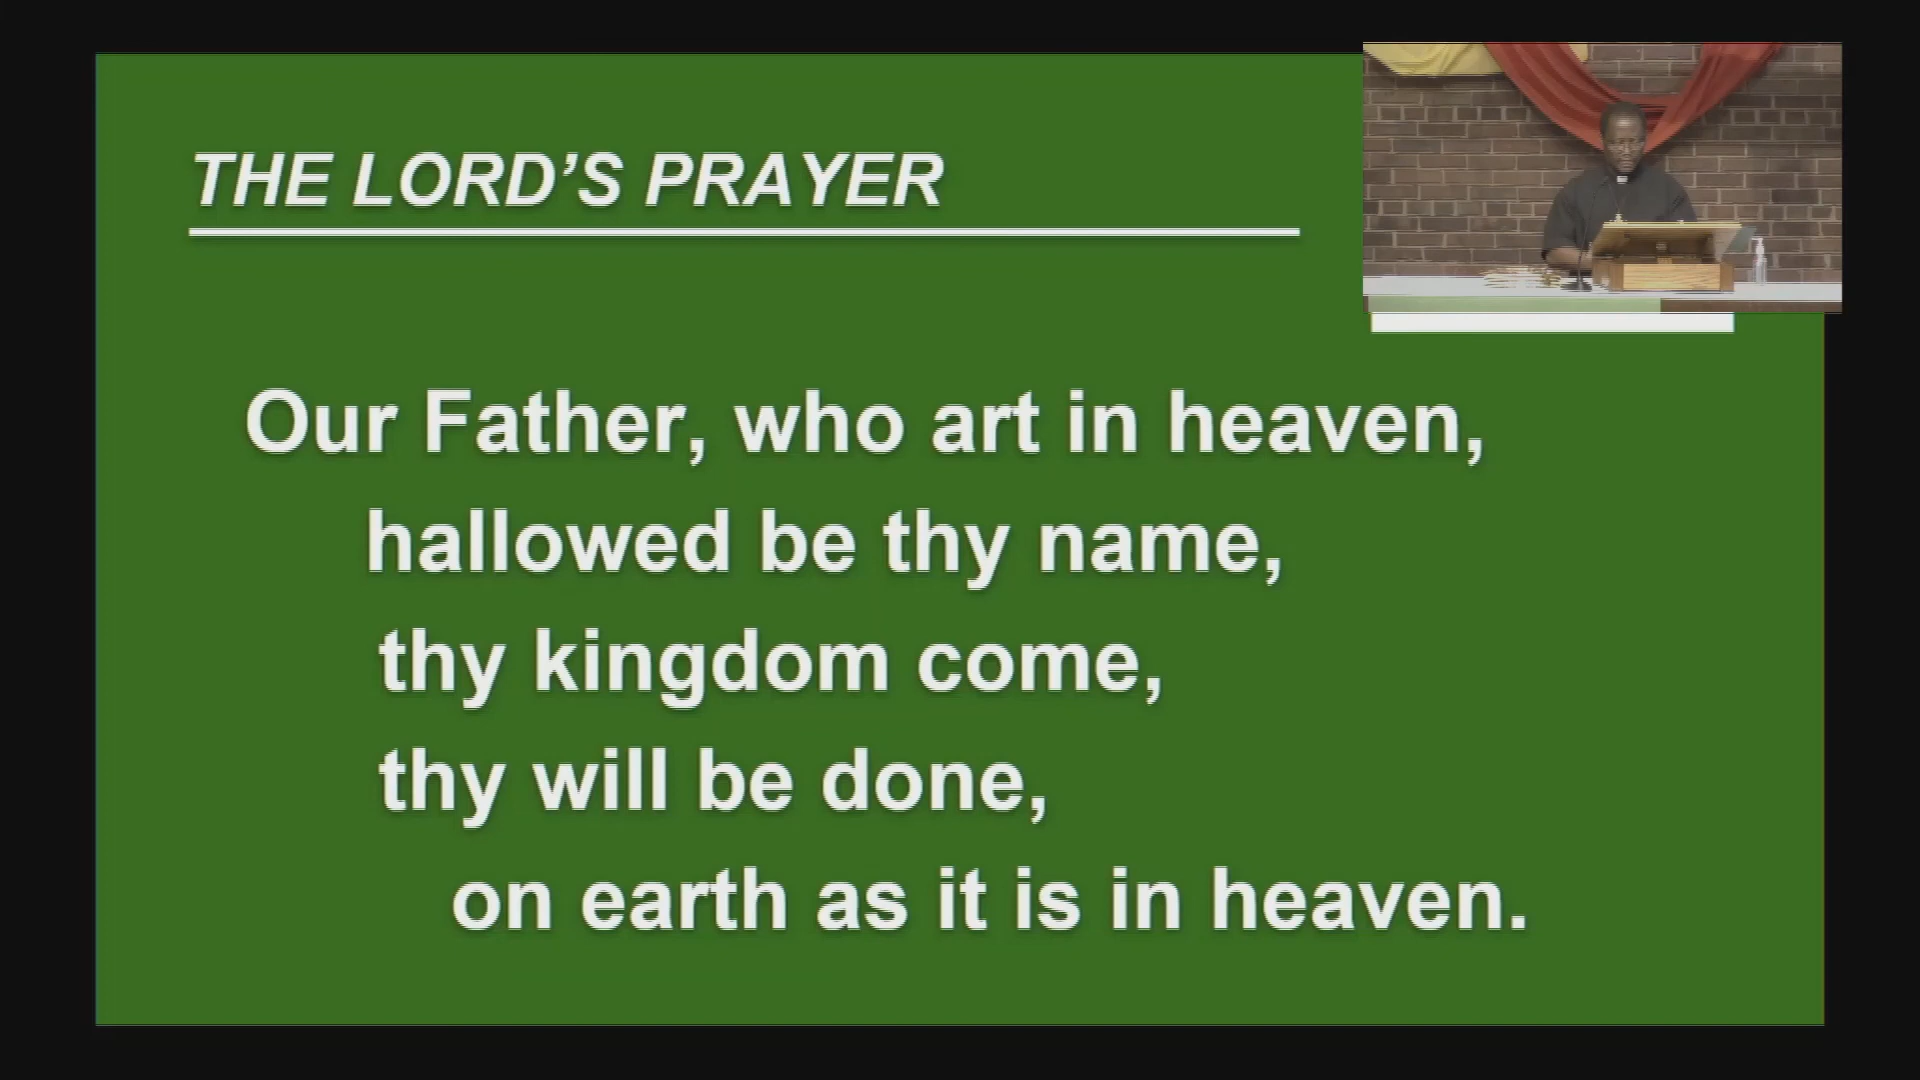 THE LORD’S PRAYER
Our Father, who art in heaven,
hallowed be thy name,
thy kingdom come,
thy will be done,
on earth as it is in heaven.